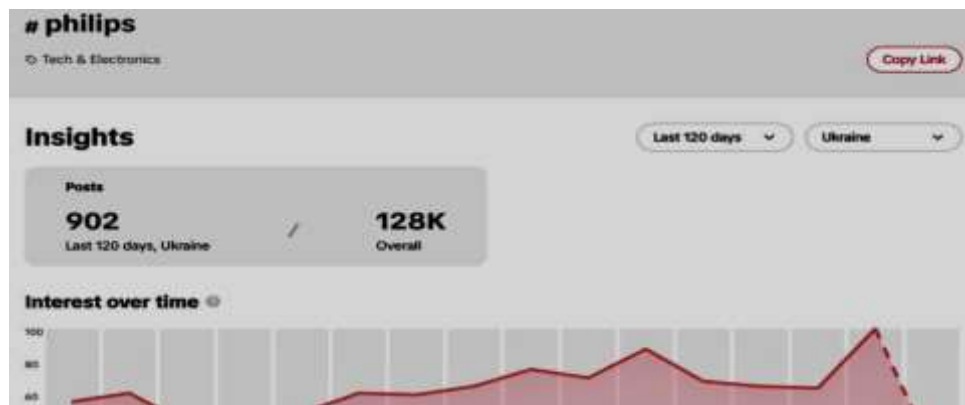 # philips
Tech & Electronics
Copy Link
Insights
Last 120 days
Ukraine
Posts
902 / 128K
Last 120 days, Ukraine
Overall
Interest over time
100
80
60